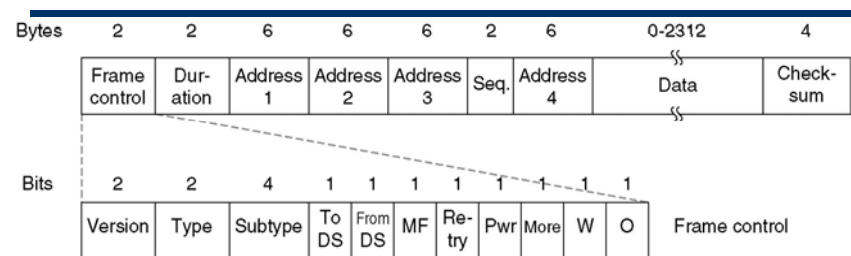 Bytes 2 2 6 6 6 2 6 0-2312 4
Frame control Dur- ation Address 1 Address 2 Address 3 Seq. Address 4 Data Check- sum
Bits 2 2 4 1 1 1 1 1 1 1 1
Version Type Subtype To DS From DS MF Re- try Pwr More W O Frame control